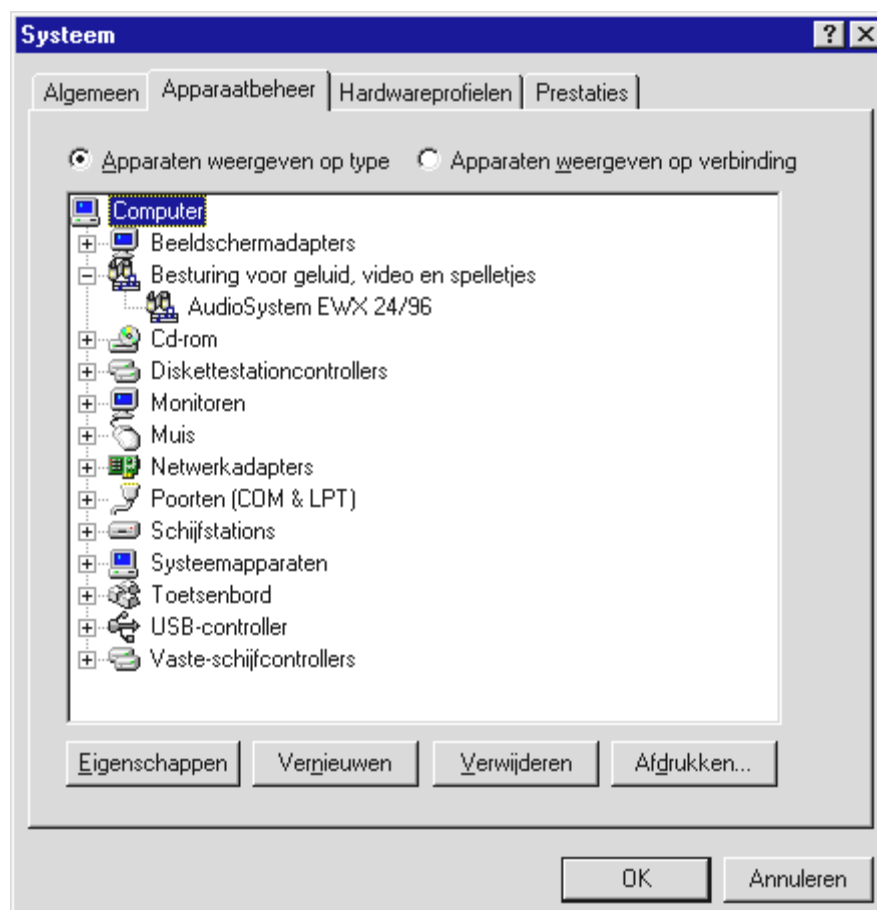 Systeem
Algemeen Apparaatbeheer Hardwareprofielen Prestaties
Apparaten weergeven op type Apparaten weergeven op verbinding
Computer
Beeldschermadapters
Besturing voor geluid, video en spelletjes
AudioSystem EWX 24/96
Cd-rom
Diskettestationcontrollers
Monitoren
Muis
Netwerkadapters
Poorten (COM & LPT)
Schijfstations
Systeemapparaten
Toetsenbord
USB-controller
Vaste-schijfcontrollers
Eigenschappen Vernieuwen Verwijderen Afdrukken...
OK Annuleren